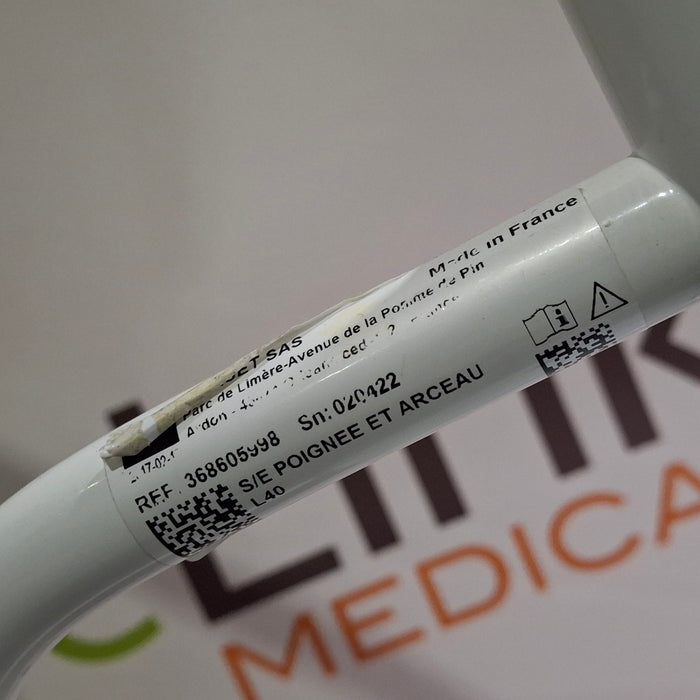 Made in France
SAS
Parc de Limère-Avenue de la Pomme de Pin
REF. 368605998 Sn: 020422
S/E POIGNEE ET ARCEAU
L40
MEDICA